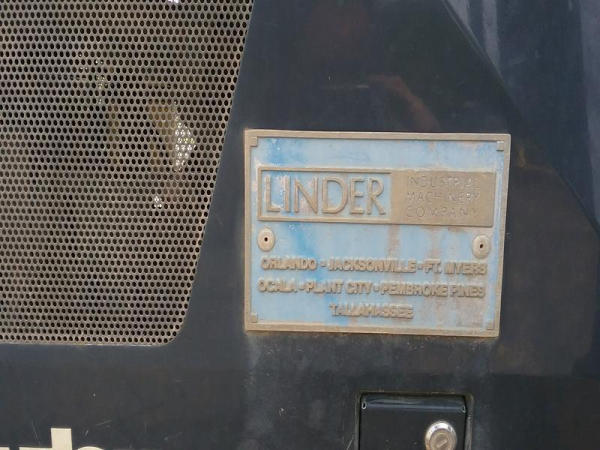 LINDER
INDUSTRIAL
MACHINERY
COMPANY
ORLANDO • JACKSONVILLE • FT. MYERS
OCALA • PLANT CITY • PEMBROKE PINES
TALLAHASSEE